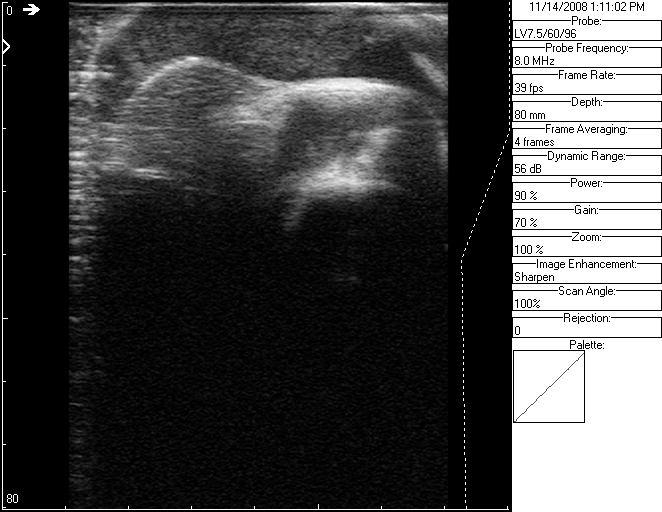 0
11/14/2008 1:11:02 PM
Probe:
LV7.5/60/96
Probe Frequency:
8.0 MHz
Frame Rate:
39 fps
Depth:
80 mm
Frame Averaging:
4 frames
Dynamic Range:
56 dB
Power:
90 %
Gain:
70 %
Zoom:
100 %
Image Enhancement:
Sharpen
Scan Angle:
100%
Rejection:
0
Palette:
80